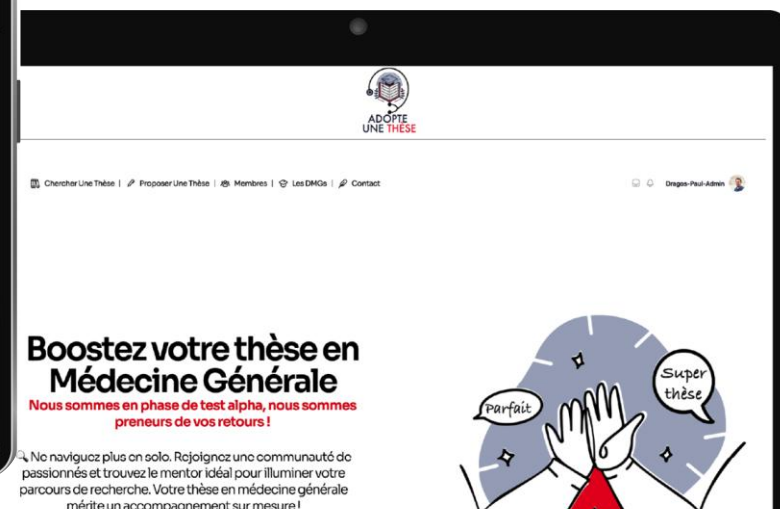 ADOPTE
UNE THÈSE
Chercher Une Thèse | Proposer Une Thèse | Membres | Les DMGs | Contact
Dragos-Paul-Admin
Boostez votre thèse en
Médecine Générale
Nous sommes en phase de test alpha, nous sommes
preneurs de vos retours !
Ne naviguez plus en solo. Rejoignez une communauté de
passionnés et trouvez le mentor idéal pour illuminer votre
parcours de recherche. Votre thèse en médecine générale
mérite un accompagnement sur mesure !
Parfait
Super
thèse